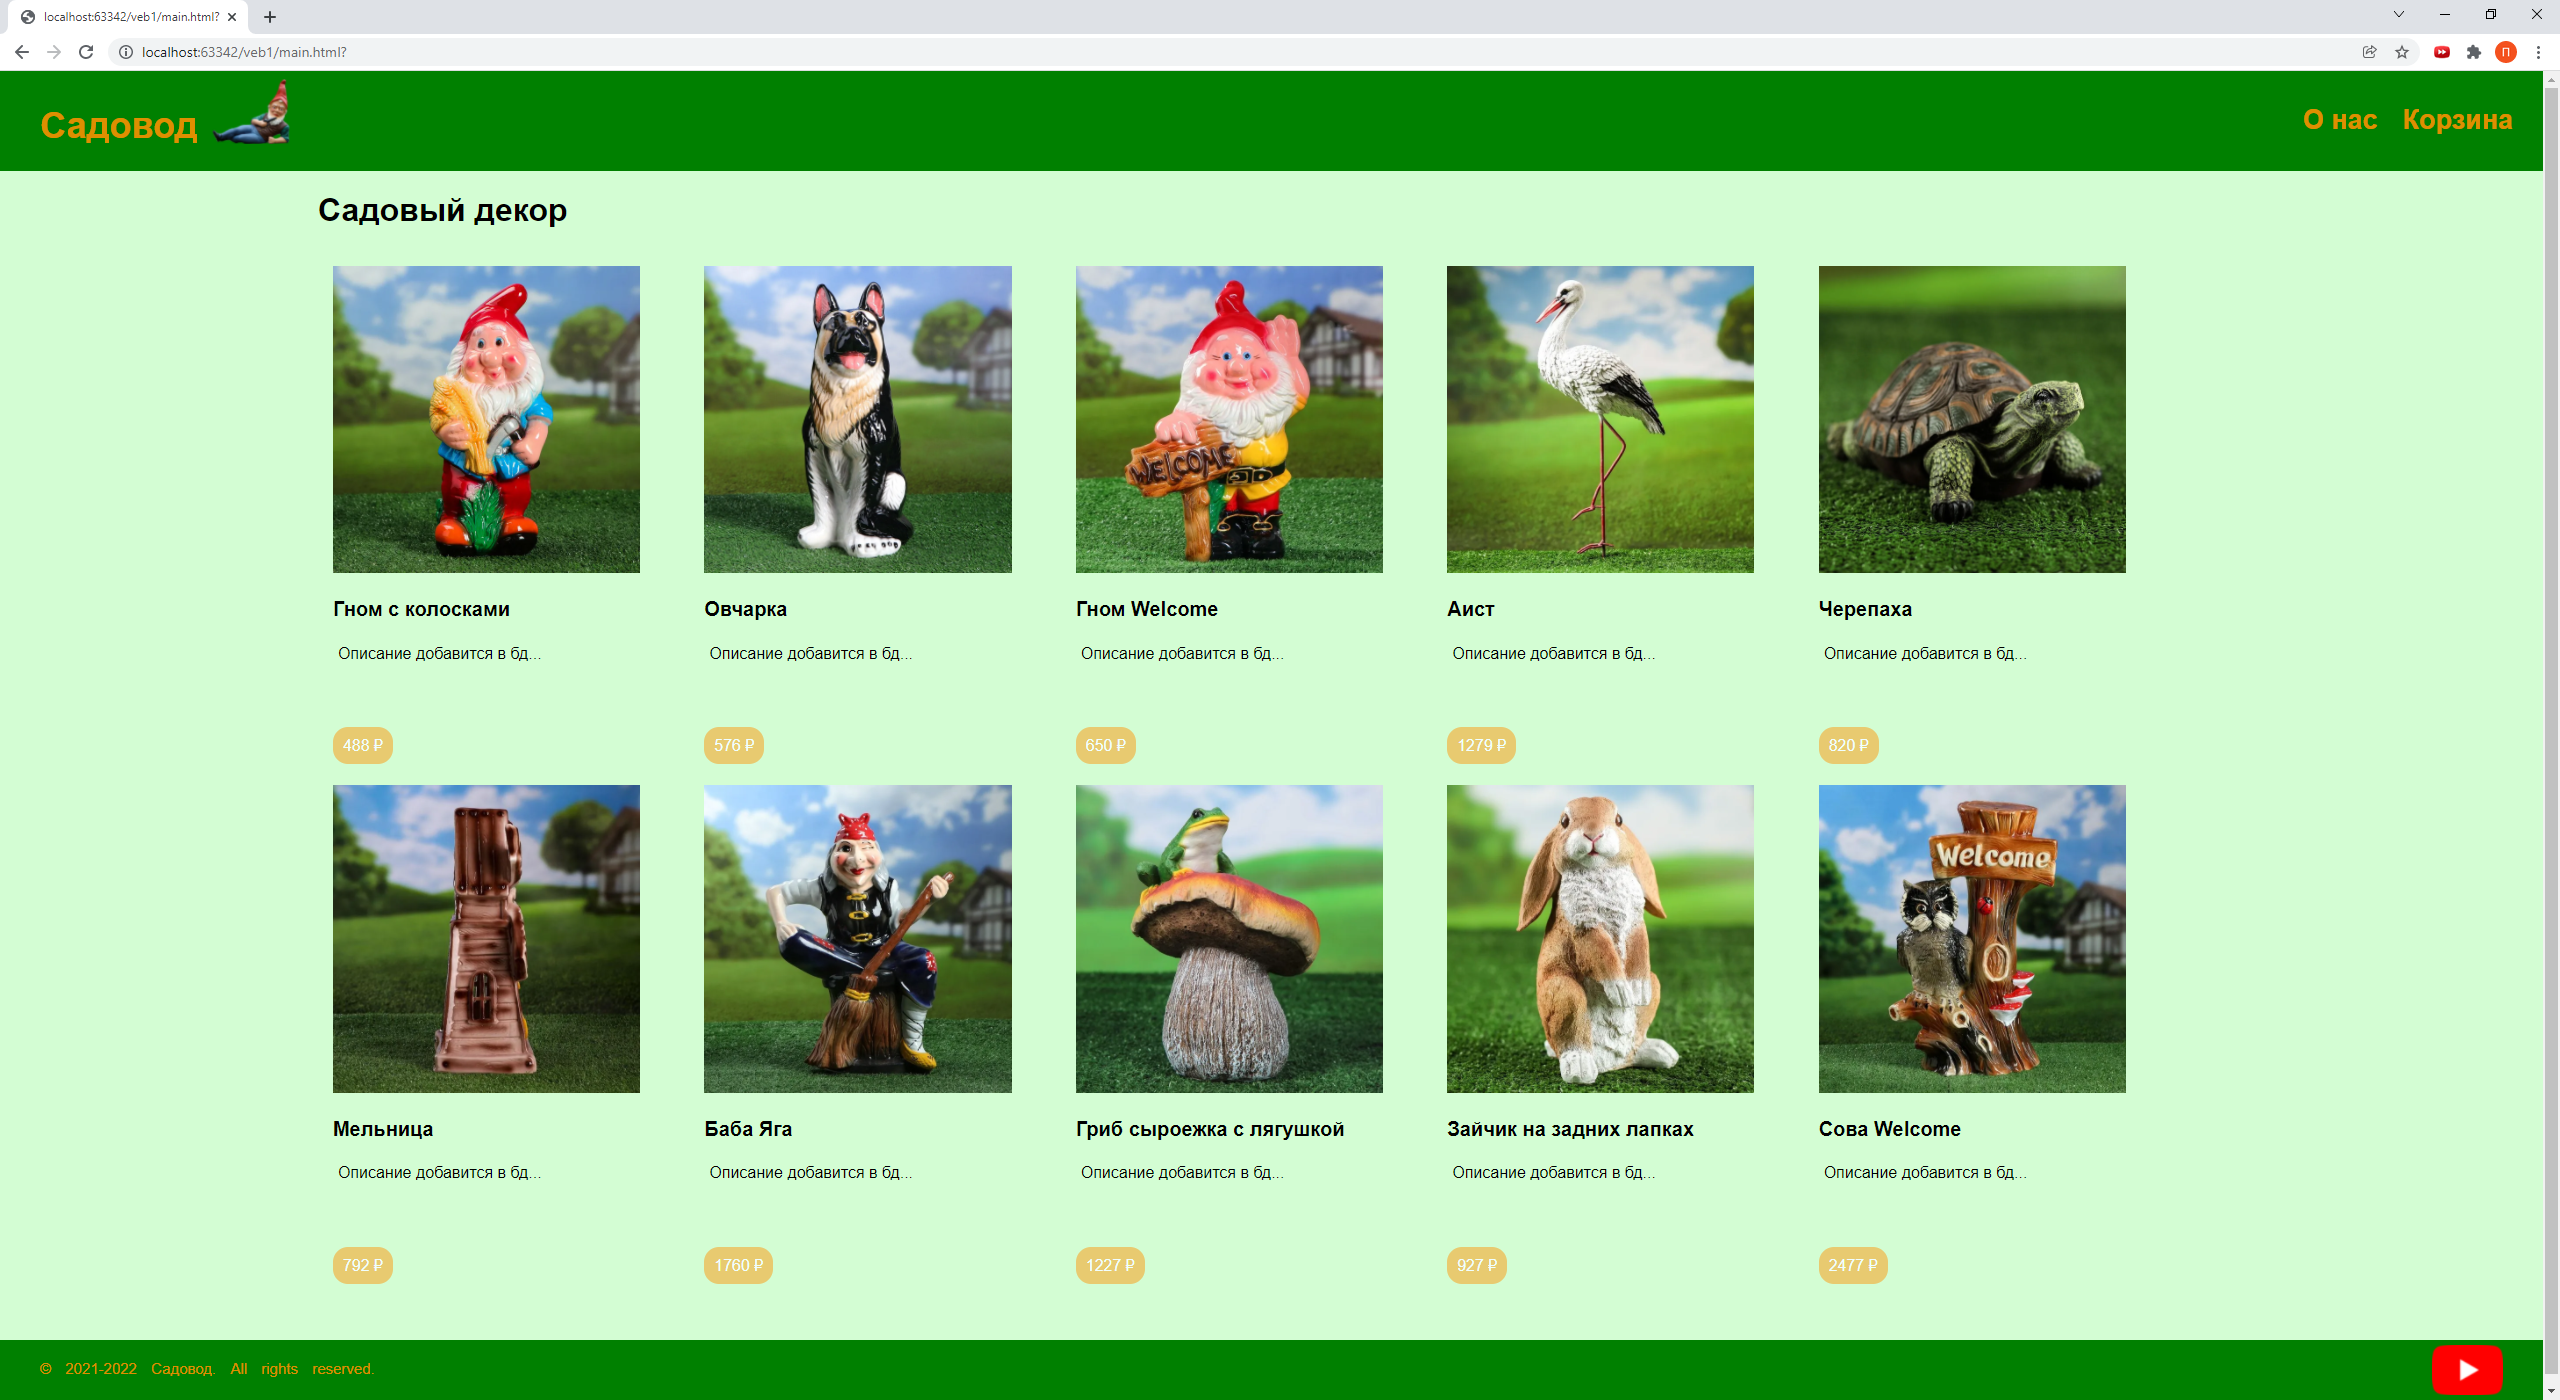 localhost:63342/veb1/main.html?
localhost:63342/veb1/main.html?
П
Садовод
О нас Корзина
Садовый декор
WELCOME
Гном с колосками Овчарка Гном Welcome Аист Черепаха
Описание добавится в бд... Описание добавится в бд... Описание добавится в бд... Описание добавится в бд... Описание добавится в бд...
488 ₽ 576 ₽ 650 ₽ 1279 ₽ 820 ₽
Welcome
Мельница Баба Яга Гриб сыроежка с лягушкой Зайчик на задних лапках Сова Welcome
Описание добавится в бд... Описание добавится в бд... Описание добавится в бд... Описание добавится в бд... Описание добавится в бд...
792 ₽ 1760 ₽ 1227 ₽ 927 ₽ 2477 ₽
© 2021-2022 Садовод. All rights reserved.